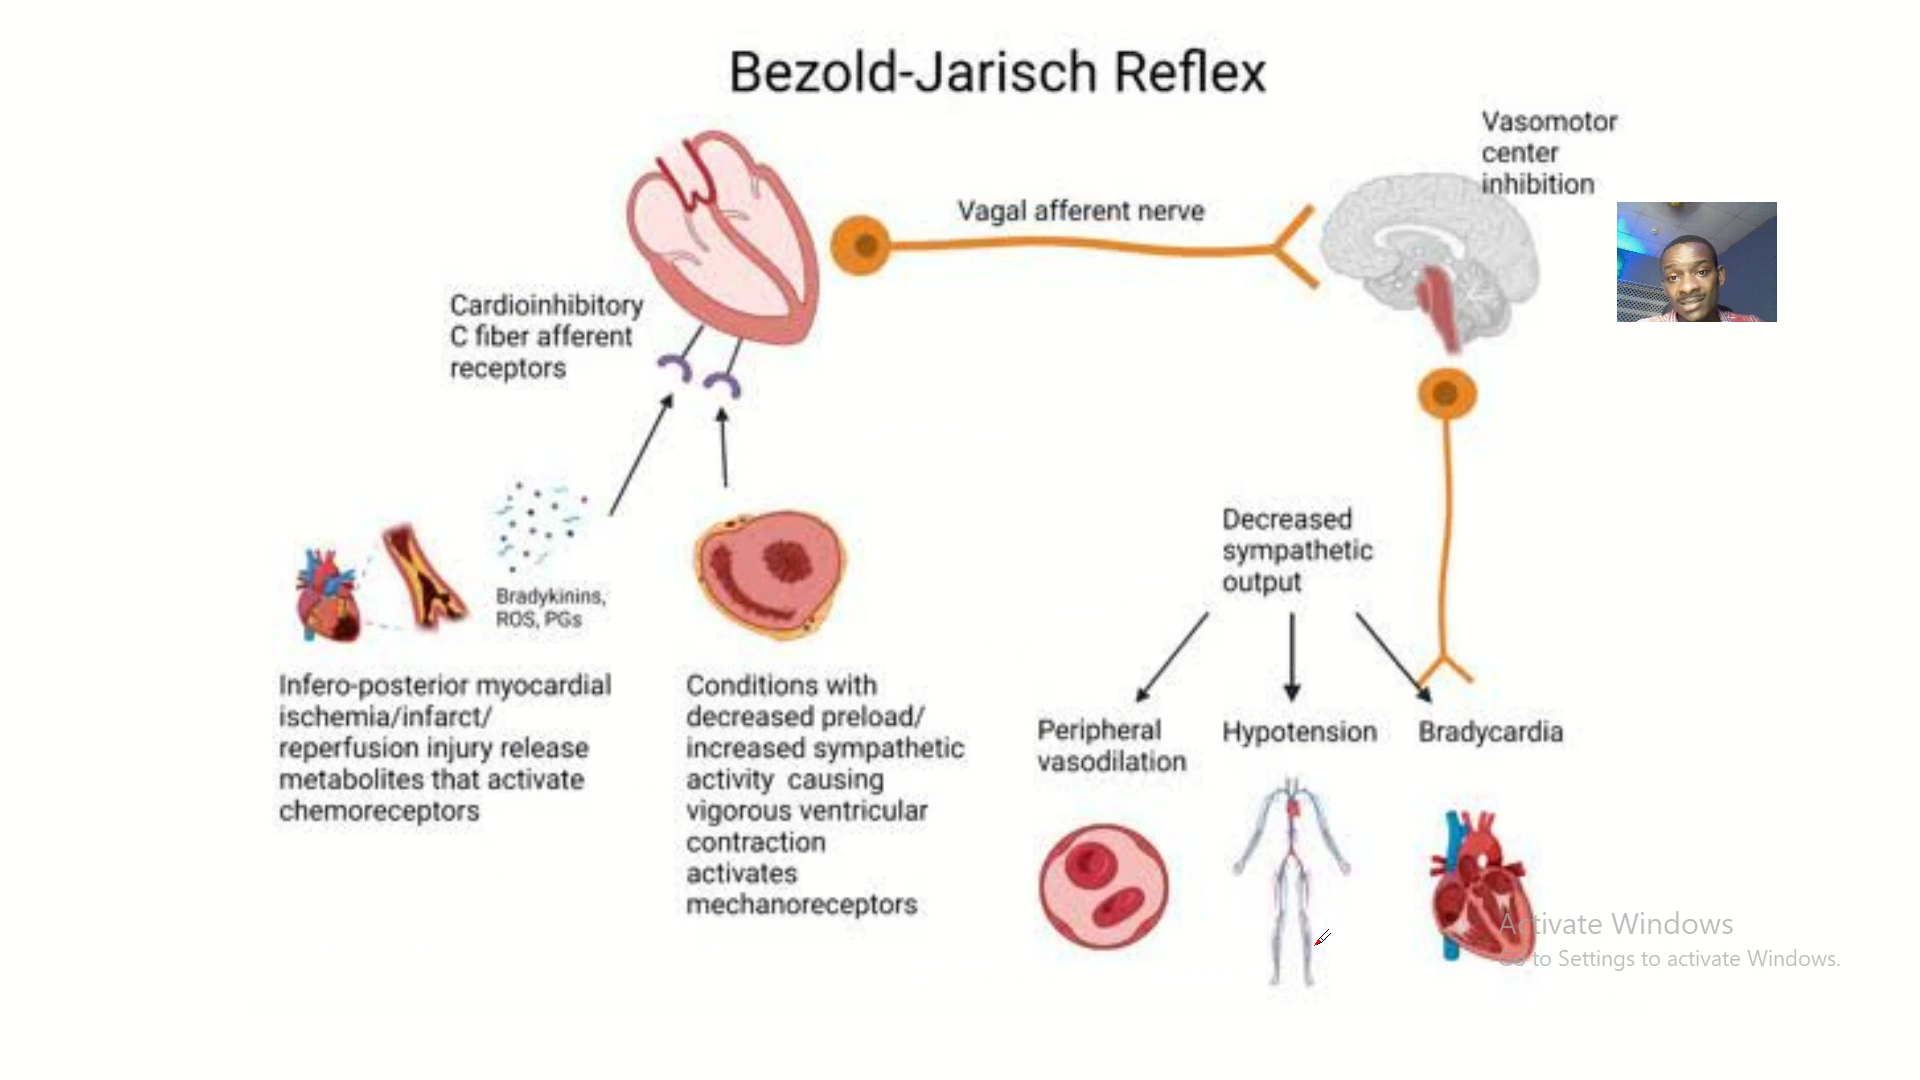 Bezold-Jarisch Reflex
Vasomotor
center
inhibition
Vagal afferent nerve
Cardioinhibitory
C fiber afferent
receptors
Bradykinins,
ROS, PGs
Infero-posterior myocardial
ischemia/infarct/
reperfusion injury release
metabolites that activate
chemoreceptors
Conditions with
decreased preload/
increased sympathetic
activity causing
vigorous ventricular
contraction
activates
mechanoreceptors
Decreased
sympathetic
output
Peripheral
vasodilation
Hypotension
Bradycardia
Activate Windows
Go to Settings to activate Windows.